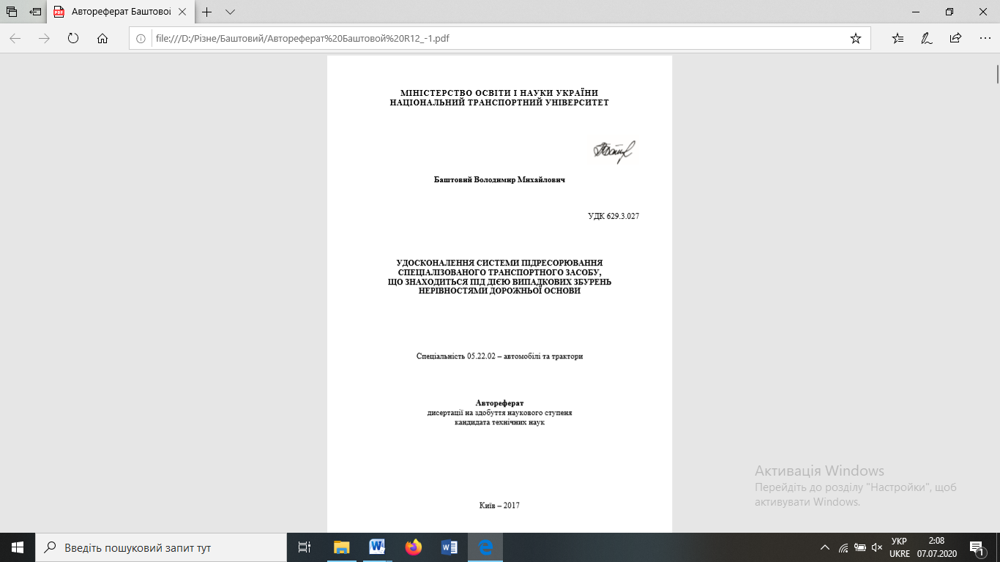 Автореферат Баштовой
file:///D:/Різне/Баштовий/Автореферат%20Баштовой%20R12_-1.pdf
МІНІСТЕРСТВО ОСВІТИ І НАУКИ УКРАЇНИ
НАЦІОНАЛЬНИЙ ТРАНСПОРТНИЙ УНІВЕРСИТЕТ
Баштовий Володимир Михайлович
УДК 629.3.027
УДОСКОНАЛЕННЯ СИСТЕМИ ПІДРЕСОРЮВАННЯ
СПЕЦІАЛІЗОВАНОГО ТРАНСПОРТНОГО ЗАСОБУ,
ЩО ЗНАХОДИТЬСЯ ПІД ДІЄЮ ВИПАДКОВИХ ЗБУРЕНЬ
НЕРІВНОСТЯМИ ДОРОЖНЬОЇ ОСНОВИ
Спеціальність 05.22.02 – автомобілі та трактори
Автореферат
дисертації на здобуття наукового ступеня
кандидата технічних наук
Київ – 2017
Активація Windows
Перейдіть до розділу "Настройки", щоб
активувати Windows.
Введіть пошуковий запит тут
УКР
UKRE
2:08
07.07.2020
1